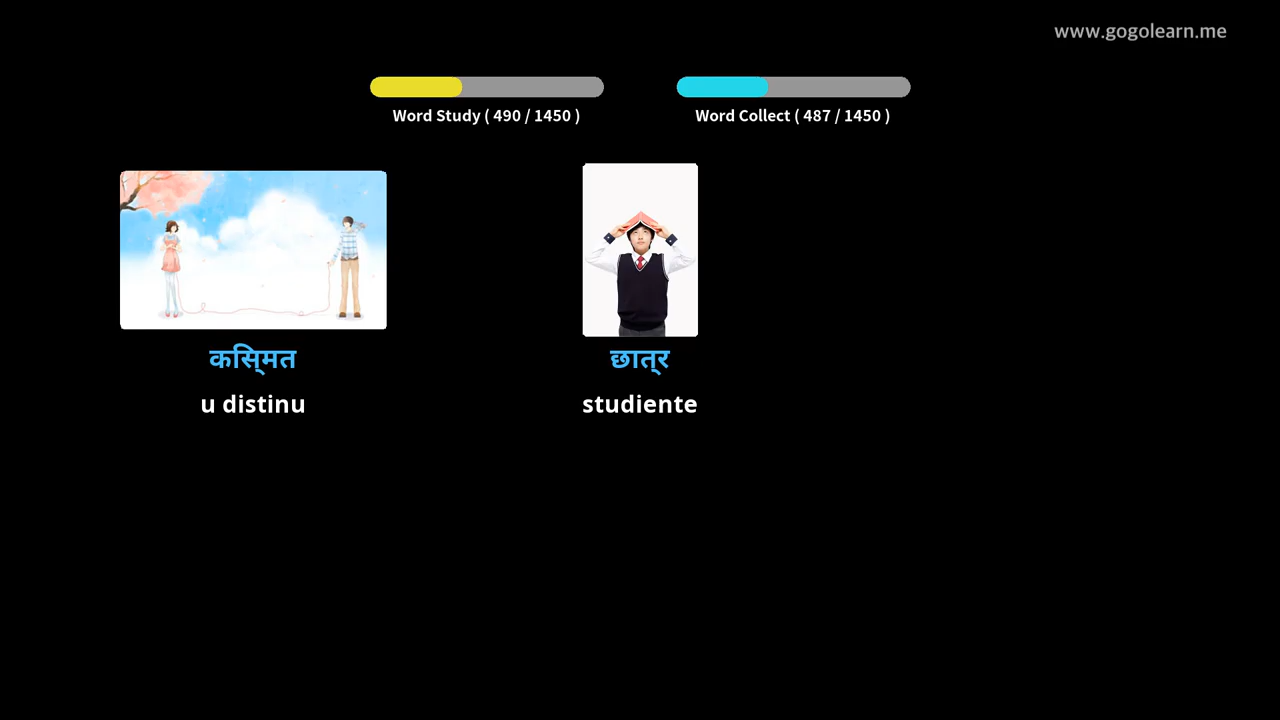 www.gogolearn.me
Word Study ( 490 / 1450 )
Word Collect ( 487 / 1450 )
किस्मत
छात्र
u distinu
studiente